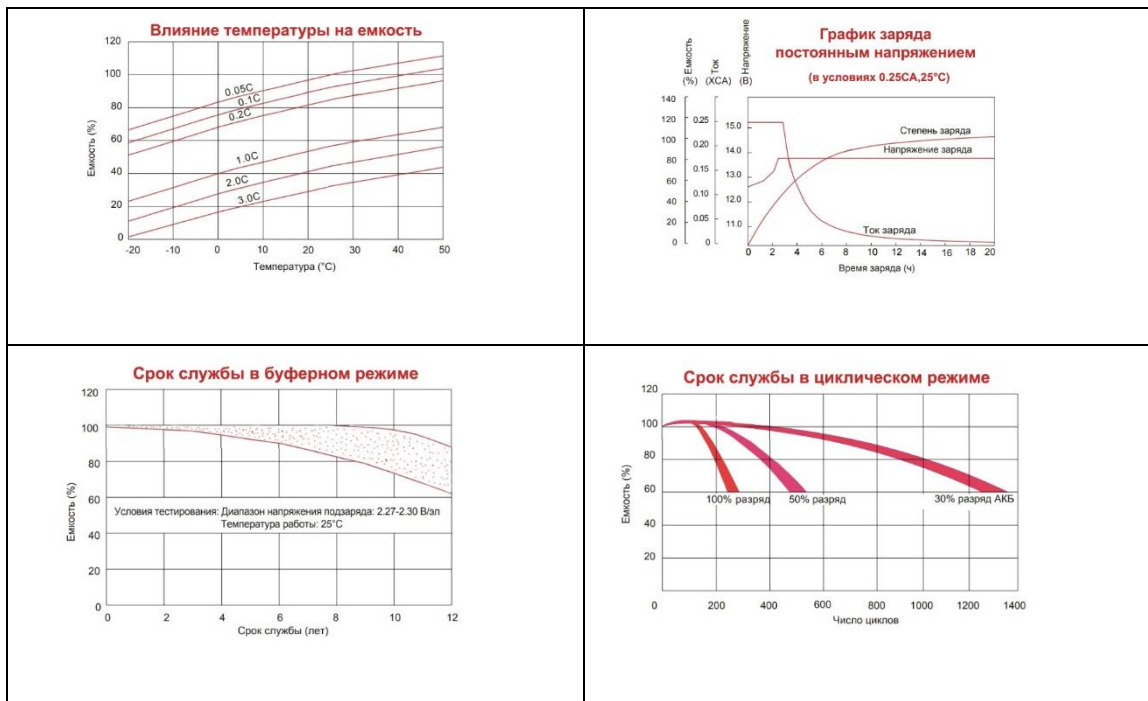 Влияние температуры на емкость
120
100
80
60
40
20
0
Емкость (%)
0.05C
0.1C
0.2C
1.0C
2.0C
3.0C
-20 -10 0 10 20 30 40 50
Температура (°C)
График заряда
постоянным напряжением
(в условиях 0.25CA,25°C)
Емкость (%)
Ток (XCA)
Напряжение (В)
140
120
100
80
60
40
20
0
0.25
0.20
0.15
0.10
0.05
0
15.0
14.0
13.0
12.0
11.0
Степень заряда
Напряжение заряда
Ток заряда
0 2 4 6 8 10 12 14 16 18 20
Время заряда (ч)
Срок службы в буферном режиме
120
100
80
60
40
20
0
Емкость (%)
Условия тестирования: Диапазон напряжения подзаряда: 2.27-2.30 В/эл
Температура работы: 25°C
0 2 4 6 8 10 12
Срок службы (лет)
Срок службы в циклическом режиме
120
100
80
60
40
20
Емкость (%)
100% разряд 50% разряд 30% разряд АКБ
0 200 400 600 800 1000 1200 1400
Число циклов